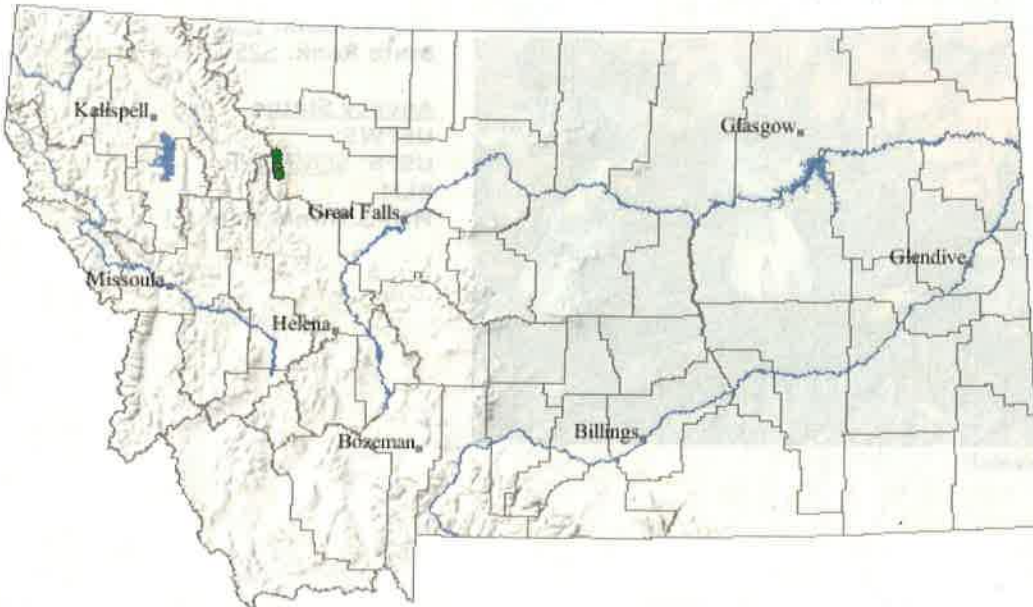 Kalispell
Glasgow
Great Falls
Glendive
Missoula
Helena
Billings
Bozeman